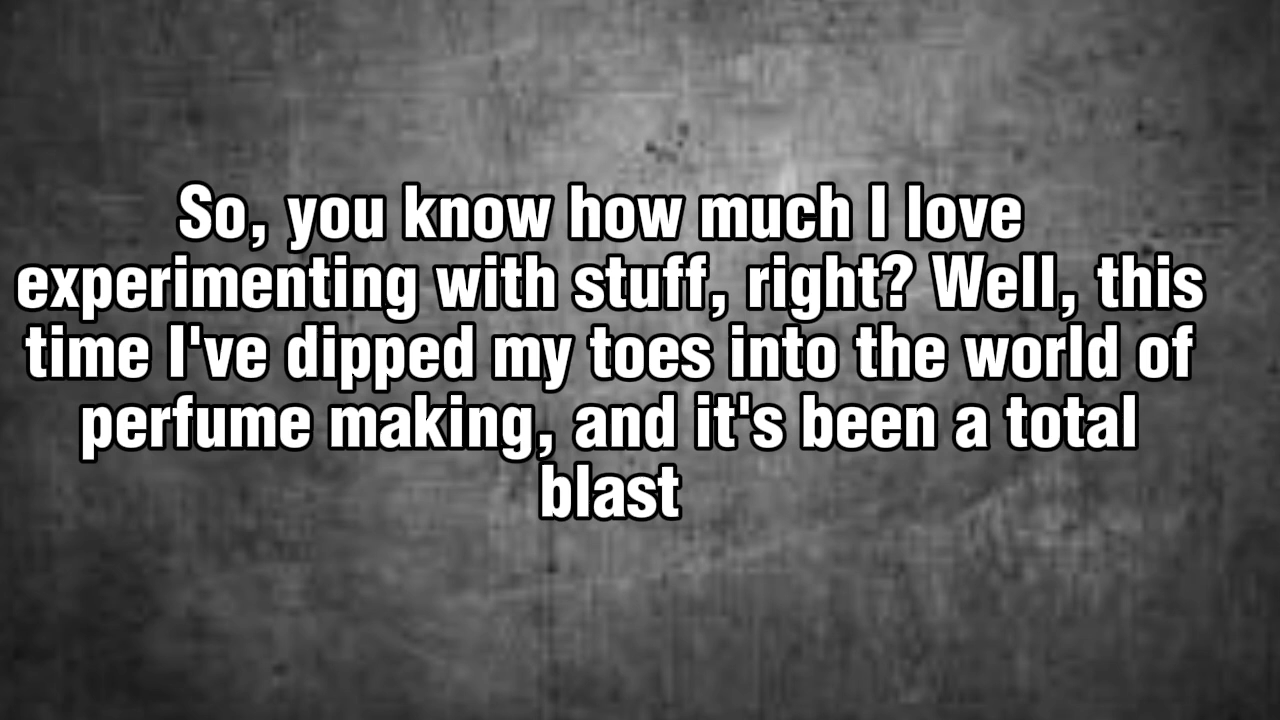 So, you know how much I love
experimenting with stuff, right? Well, this
time I've dipped my toes into the world of
perfume making, and it's been a total
blast